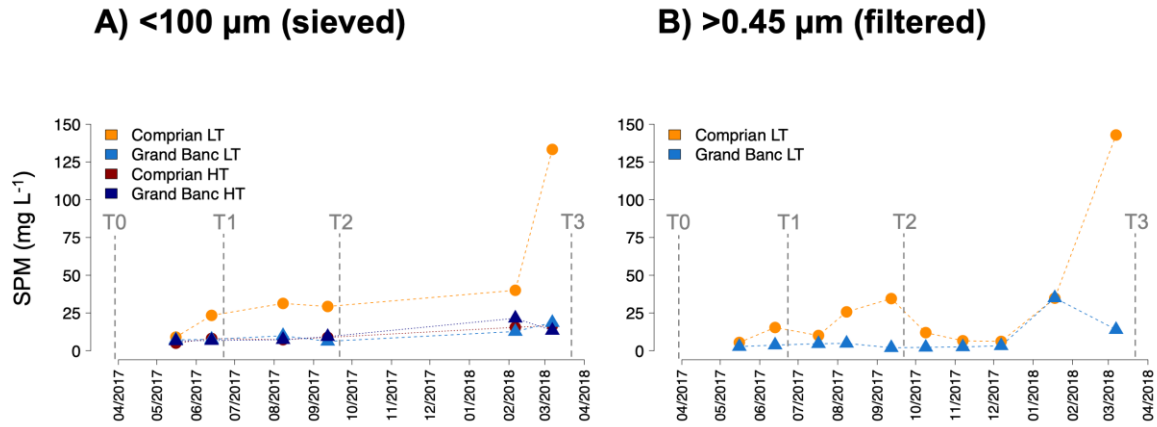 A) <100 µm (sieved)
B) >0.45 µm (filtered)
SPM (mg L⁻¹)
150
125
100
75
50
25
0
Comprian LT
Grand Banc LT
Comprian HT
Grand Banc HT
T0
T1
T2
T3
04/2017
05/2017
06/2017
07/2017
08/2017
09/2017
10/2017
11/2017
12/2017
01/2018
02/2018
03/2018
04/2018
150
125
100
75
50
25
0
Comprian LT
Grand Banc LT
T0
T1
T2
T3
04/2017
05/2017
06/2017
07/2017
08/2017
09/2017
10/2017
11/2017
12/2017
01/2018
02/2018
03/2018
04/2018